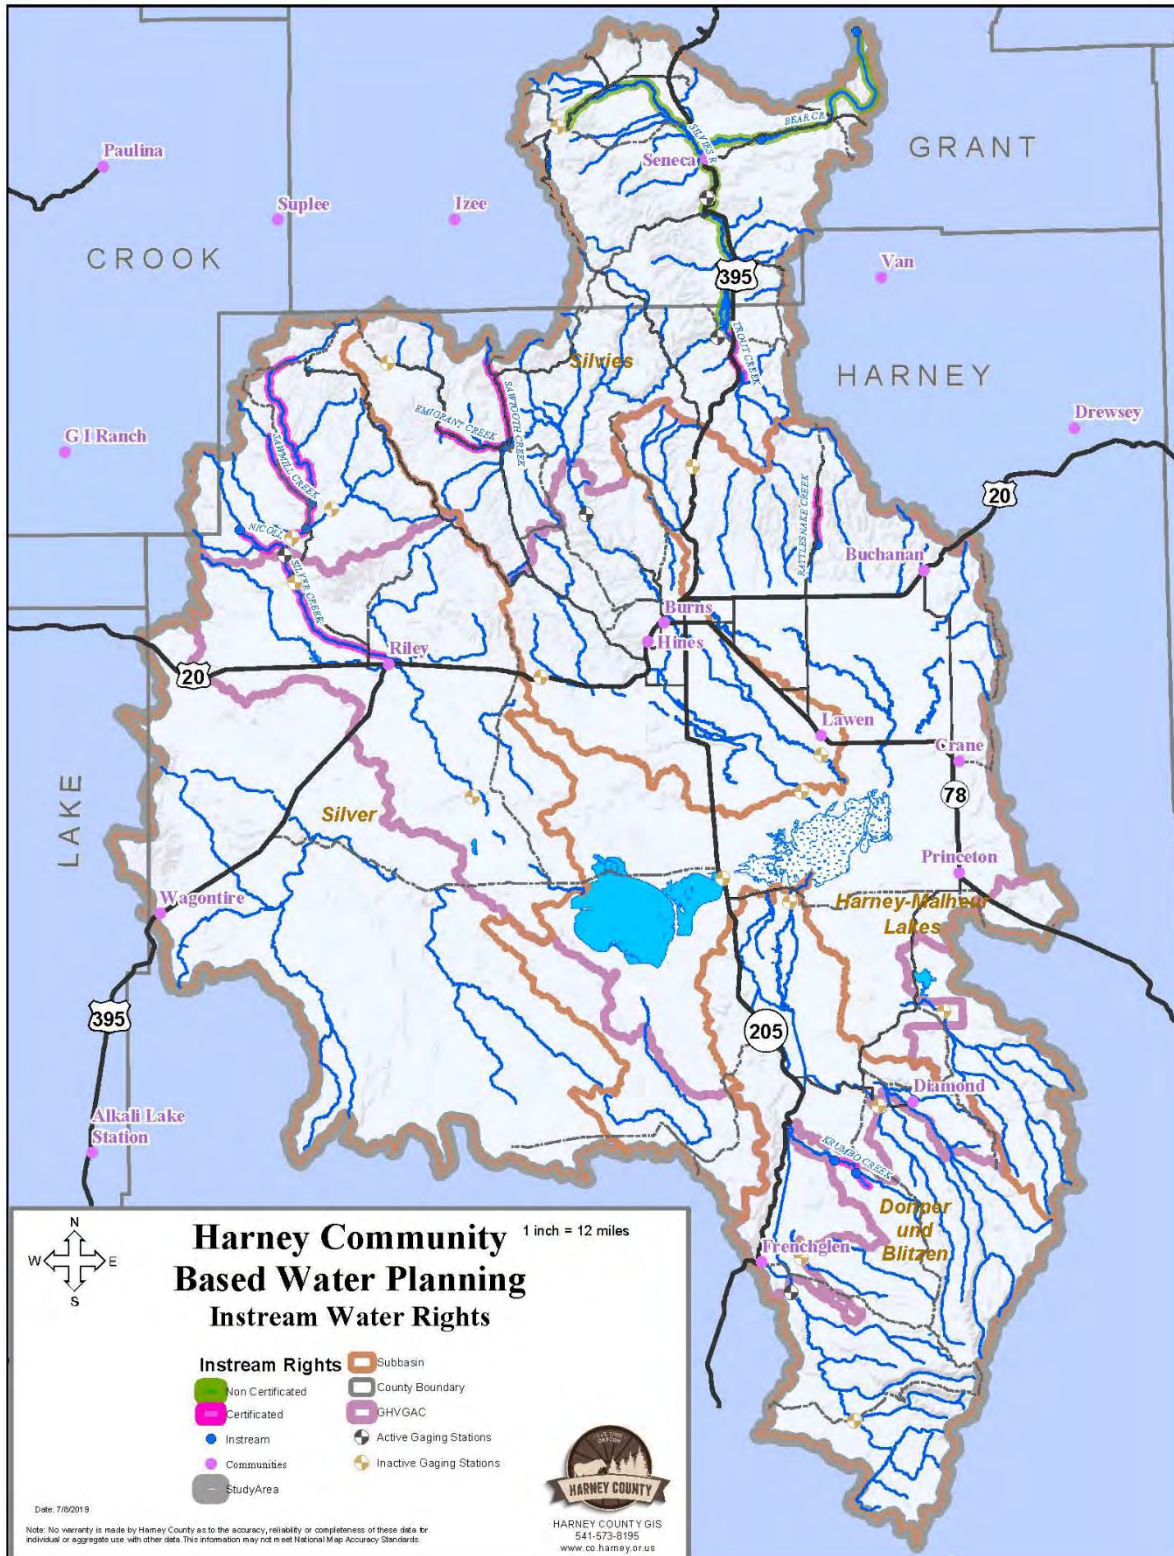 GRANT
BEAR CR
SILVIES R
Seneca
Paulina
Suplee
Izee
CROOK
Van
395
TROUT CREEK
Silvies
HARNEY
SAWTOOTH CREEK
EMIGRANT CREEK
Drewsey
G I Ranch
SAWMILL CREEK
20
RATTLESNAKE CREEK
NICOLL
Buchanan
SILVER CREEK
Burns
Hines
Riley
20
Lawen
Crane
78
LAKE
Silver
Princeton
Harney-Malheur
Lakes
Wagontire
395
205
Diamond
Alkali Lake
Station
KRUMBO CREEK
Donner
und
Blitzen
Frenchglen
N
W E
S
Harney Community
Based Water Planning
Instream Water Rights
1 inch = 12 miles
Instream Rights
Non Certificated
Certificated
Instream
Communities
StudyArea
Subbasin
County Boundary
GHVGAC
Active Gaging Stations
Inactive Gaging Stations
HARNEY COUNTY
HARNEY COUNTY GIS
541-573-8195
www.co.harney.or.us
Date: 7/8/2019
Note: No warranty is made by Harney County as to the accuracy, reliability or completeness of these data for
individual or aggregate use with other data. This information may not meet National Map Accuracy Standards.